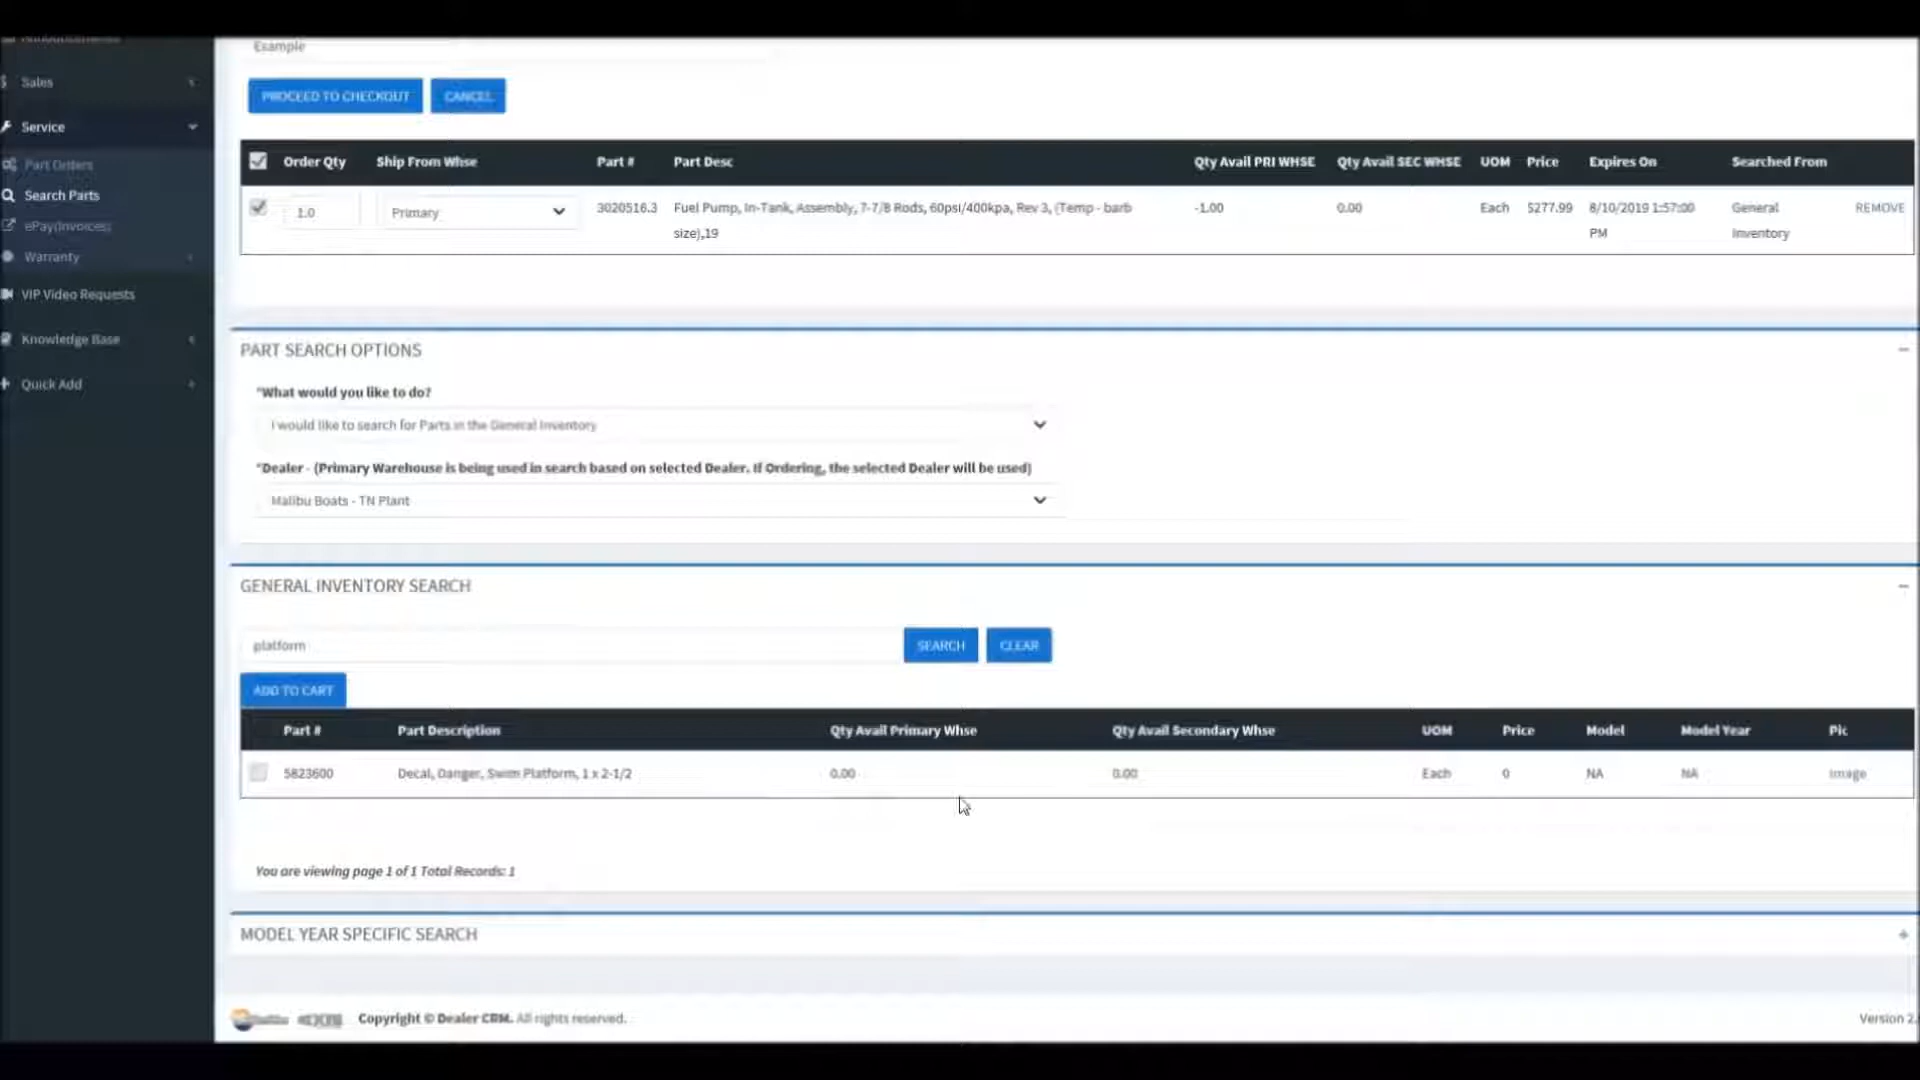 Announcements
Sales
Service
Part Orders
Search Parts
ePay(Invoices)
Warranty
VIP Video Requests
Knowledge Base
Quick Add
Example
PROCEED TO CHECKOUT CANCEL
Order Qty Ship From Whse Part # Part Desc Qty Avail PRI WHSE Qty Avail SEC WHSE UOM Price Expires On Searched From
1.0 Primary 3020516.3 Fuel Pump, In-Tank, Assembly, 7-7/8 Rods, 60psi/400kpa, Rev 3, (Temp - barb -1.00 0.00 Each $277.99 8/10/2019 1:57:00 General REMOVE
size),19 PM Inventory
PART SEARCH OPTIONS
*What would you like to do?
I would like to search for Parts in the General Inventory
*Dealer - (Primary Warehouse is being used in search based on selected Dealer. If Ordering, the selected Dealer will be used)
Malibu Boats - TN Plant
GENERAL INVENTORY SEARCH
platform SEARCH CLEAR
ADD TO CART
Part # Part Description Qty Avail Primary Whse Qty Avail Secondary Whse UOM Price Model Model Year Pic
5823600 Decal, Danger, Swim Platform, 1 x 2-1/2 0.00 0.00 Each 0 NA NA Image
You are viewing page 1 of 1 Total Records: 1
MODEL YEAR SPECIFIC SEARCH
Copyright © Dealer CRM. All rights reserved. Version 2.